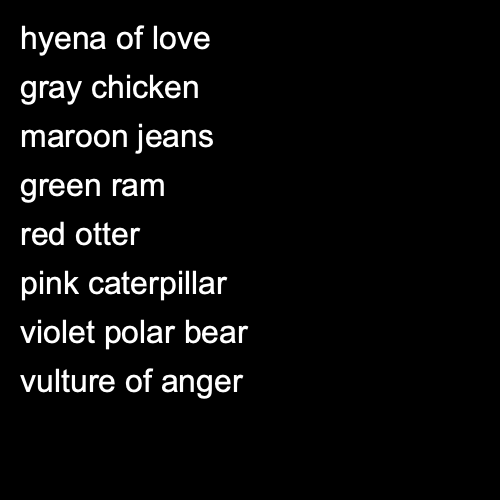 hyena of love
gray chicken
maroon jeans
green ram
red otter
pink caterpillar
violet polar bear
vulture of anger